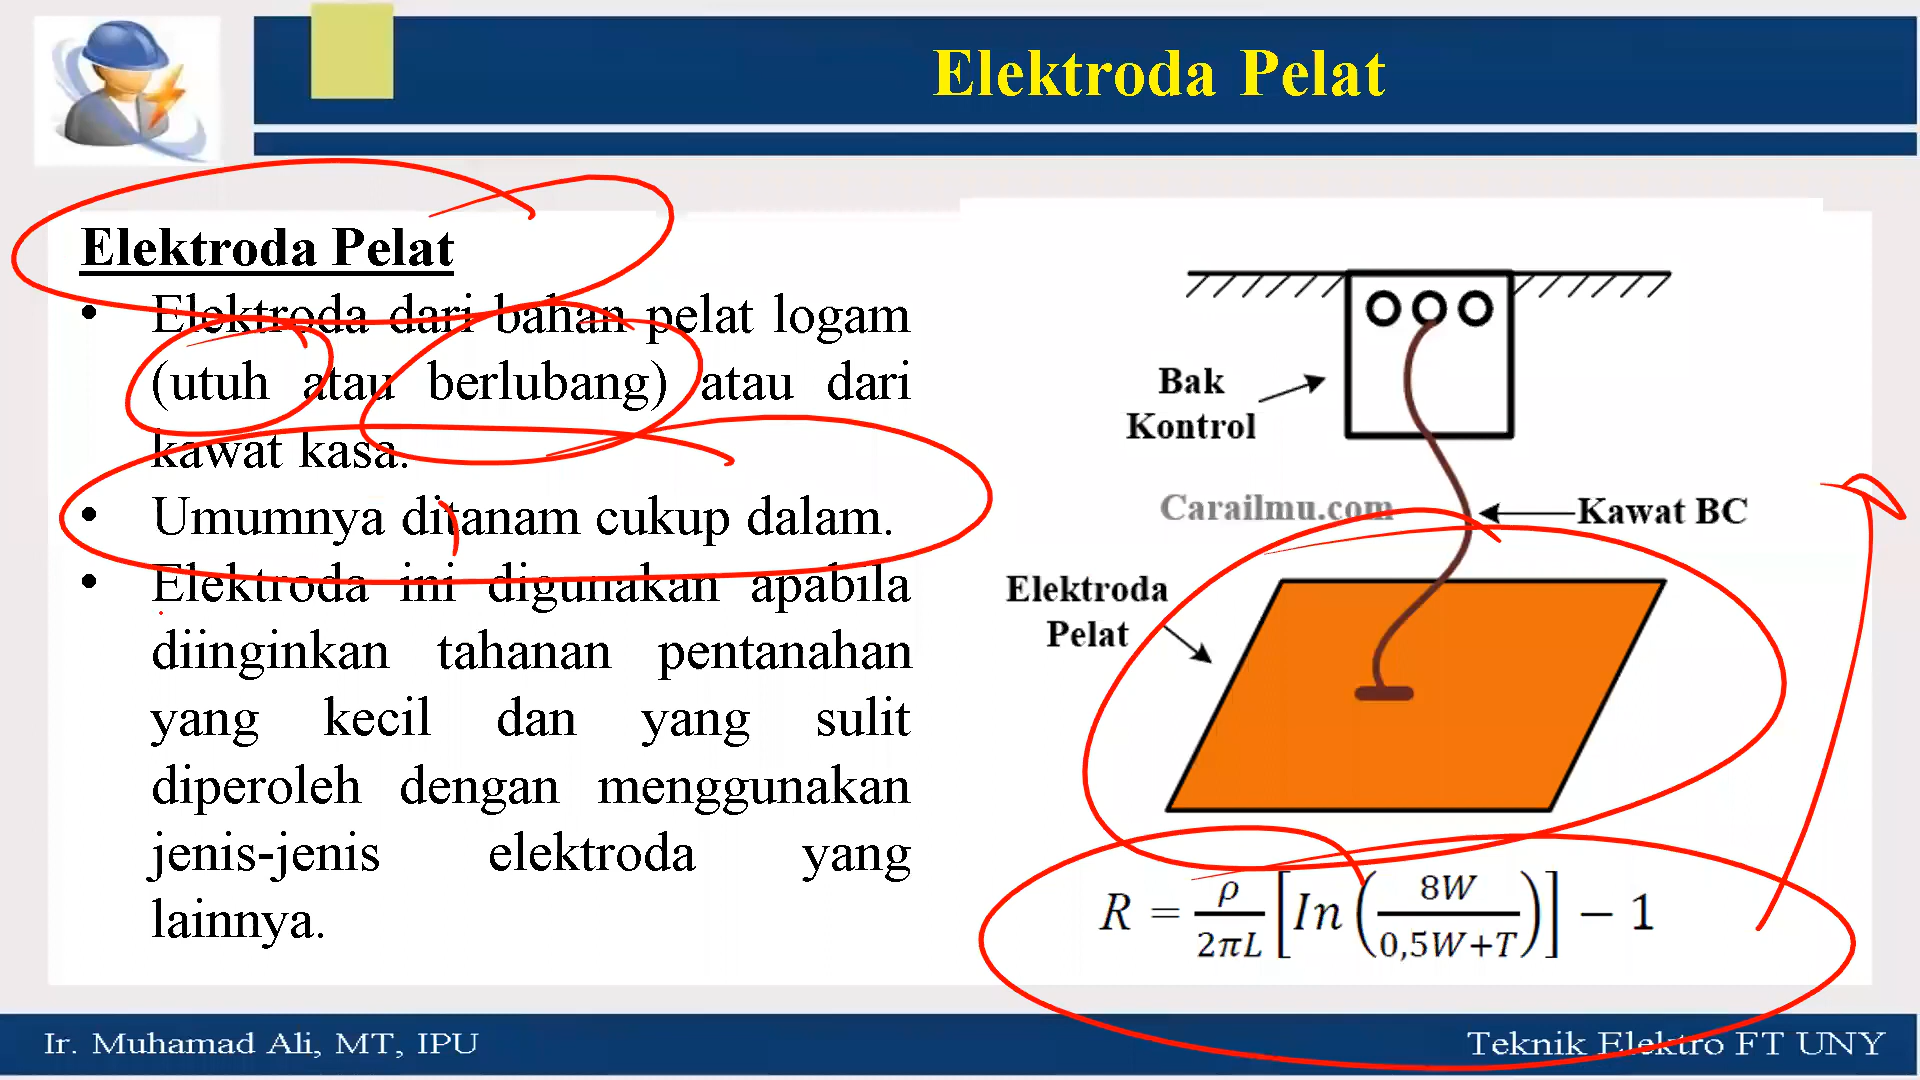 Elektroda Pelat
Elektroda Pelat
• Elektroda dari bahan pelat logam
(utuh atau berlubang) atau dari
kawat kasa.
• Umumnya ditanam cukup dalam.
• Elektroda ini digunakan apabila
diinginkan tahanan pentanahan
yang kecil dan yang sulit
diperoleh dengan menggunakan
jenis-jenis elektroda yang
lainnya.
Bak
Kontrol
Carailmu.com
Kawat BC
Elektroda
Pelat
R = ρ/2πL [In (8W/0,5W+T)] − 1
Ir. Muhamad Ali, MT, IPU
Teknik Elektro FT UNY